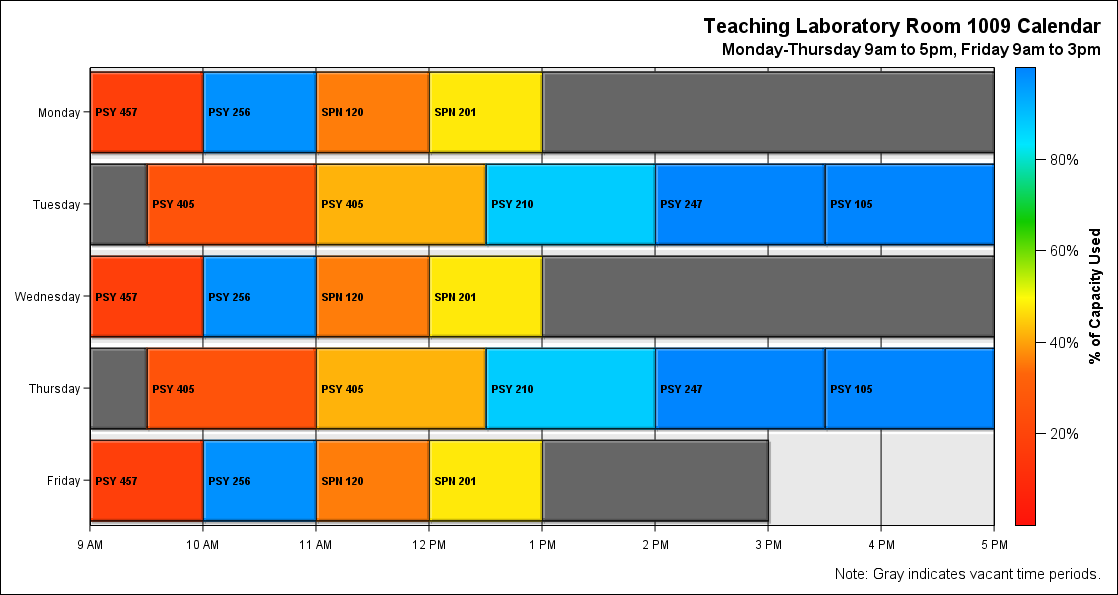 Teaching Laboratory Room 1009 Calendar
Monday-Thursday 9am to 5pm, Friday 9am to 3pm
Monday
PSY 457
PSY 256
SPN 120
SPN 201
Tuesday
PSY 405
PSY 405
PSY 210
PSY 247
PSY 105
Wednesday
PSY 457
PSY 256
SPN 120
SPN 201
Thursday
PSY 405
PSY 405
PSY 210
PSY 247
PSY 105
Friday
PSY 457
PSY 256
SPN 120
SPN 201
9 AM
10 AM
11 AM
12 PM
1 PM
2 PM
3 PM
4 PM
5 PM
80%
60%
40%
20%
% of Capacity Used
Note: Gray indicates vacant time periods.